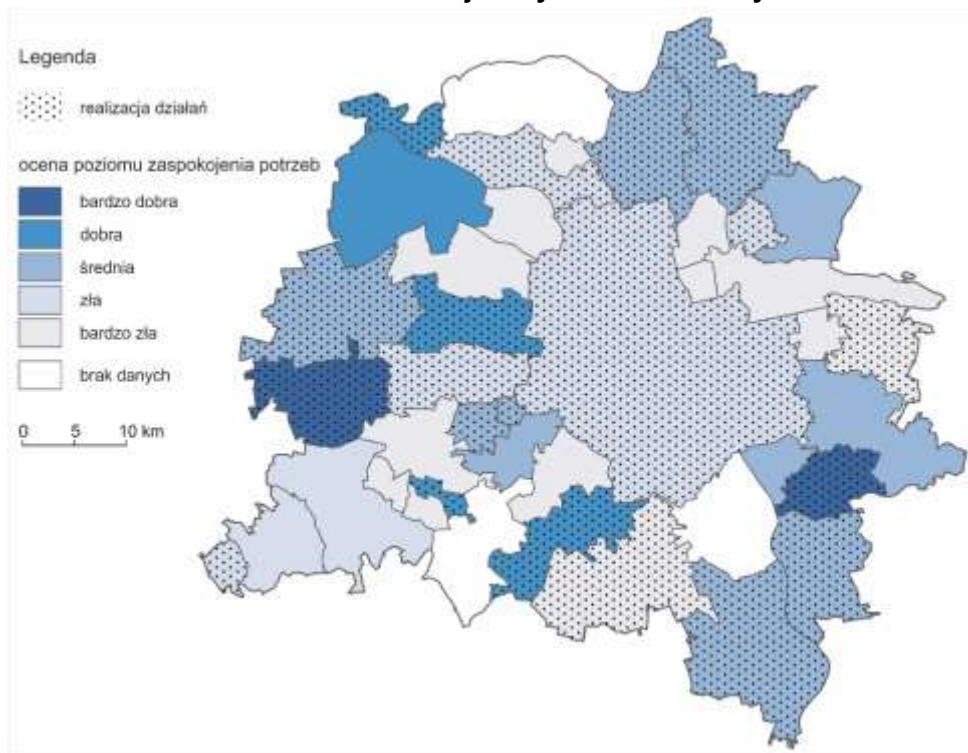 Legenda
realizacja działań
ocena poziomu zaspokojenia potrzeb
bardzo dobra
dobra
średnia
zła
bardzo zła
brak danych
0 5 10 km